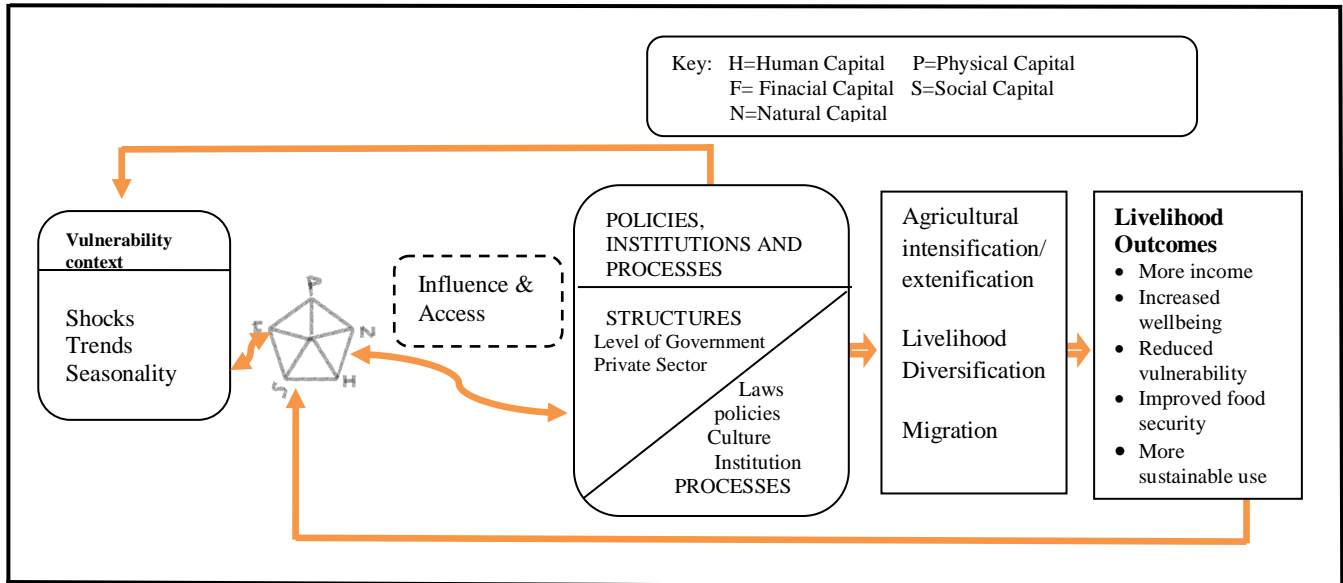 Key: H=Human Capital P=Physical Capital
F= Finacial Capital S=Social Capital
N=Natural Capital
Vulnerability
context
Shocks
Trends
Seasonality
P
F
N
S
H
Influence &
Access
POLICIES,
INSTITUTIONS AND
PROCESSES
STRUCTURES
Level of Government
Private Sector
Laws
policies
Culture
Institution
PROCESSES
Agricultural
intensification/
extenification
Livelihood
Diversification
Migration
Livelihood
Outcomes
• More income
• Increased
wellbeing
• Reduced
vulnerability
• Improved food
security
• More
sustainable use